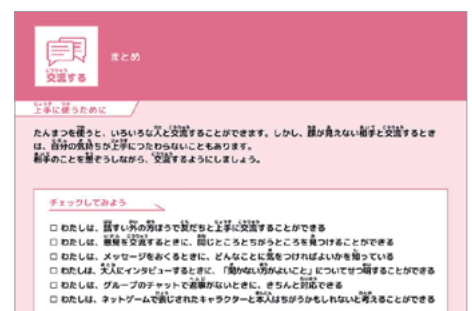 まとめ
交流する
上手に使うために
たんまつを使うと、いろいろな人と交流することができます。しかし、顔が見えない相手と交流するとき
は、自分の気持ちが上手につたわらないこともあります。
相手のことを想ぞうしながら、交流するようにしましょう。
チェックしてみよう
□ わたしは、話すい外の方ほうで友だちと上手に交流することができる
□ わたしは、意見を交流するときに、同じところとちがうところを見つけることができる
□ わたしは、メッセージをおくるときに、どんなことに気をつければよいかを知っている
□ わたしは、大人にインタビューするときに、「聞かない方がよいこと」についてせつ明することができる
□ わたしは、グループのチャットで返事がないときに、きちんと対応できる
□ わたしは、ネットゲームで表じされたキャラクターと本人はちがうかもしれないと考えることができる